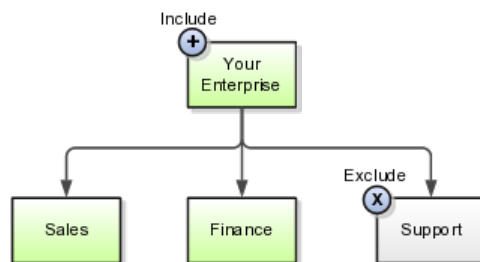 Include
+
Your
Enterprise
Exclude
X
Sales
Finance
Support